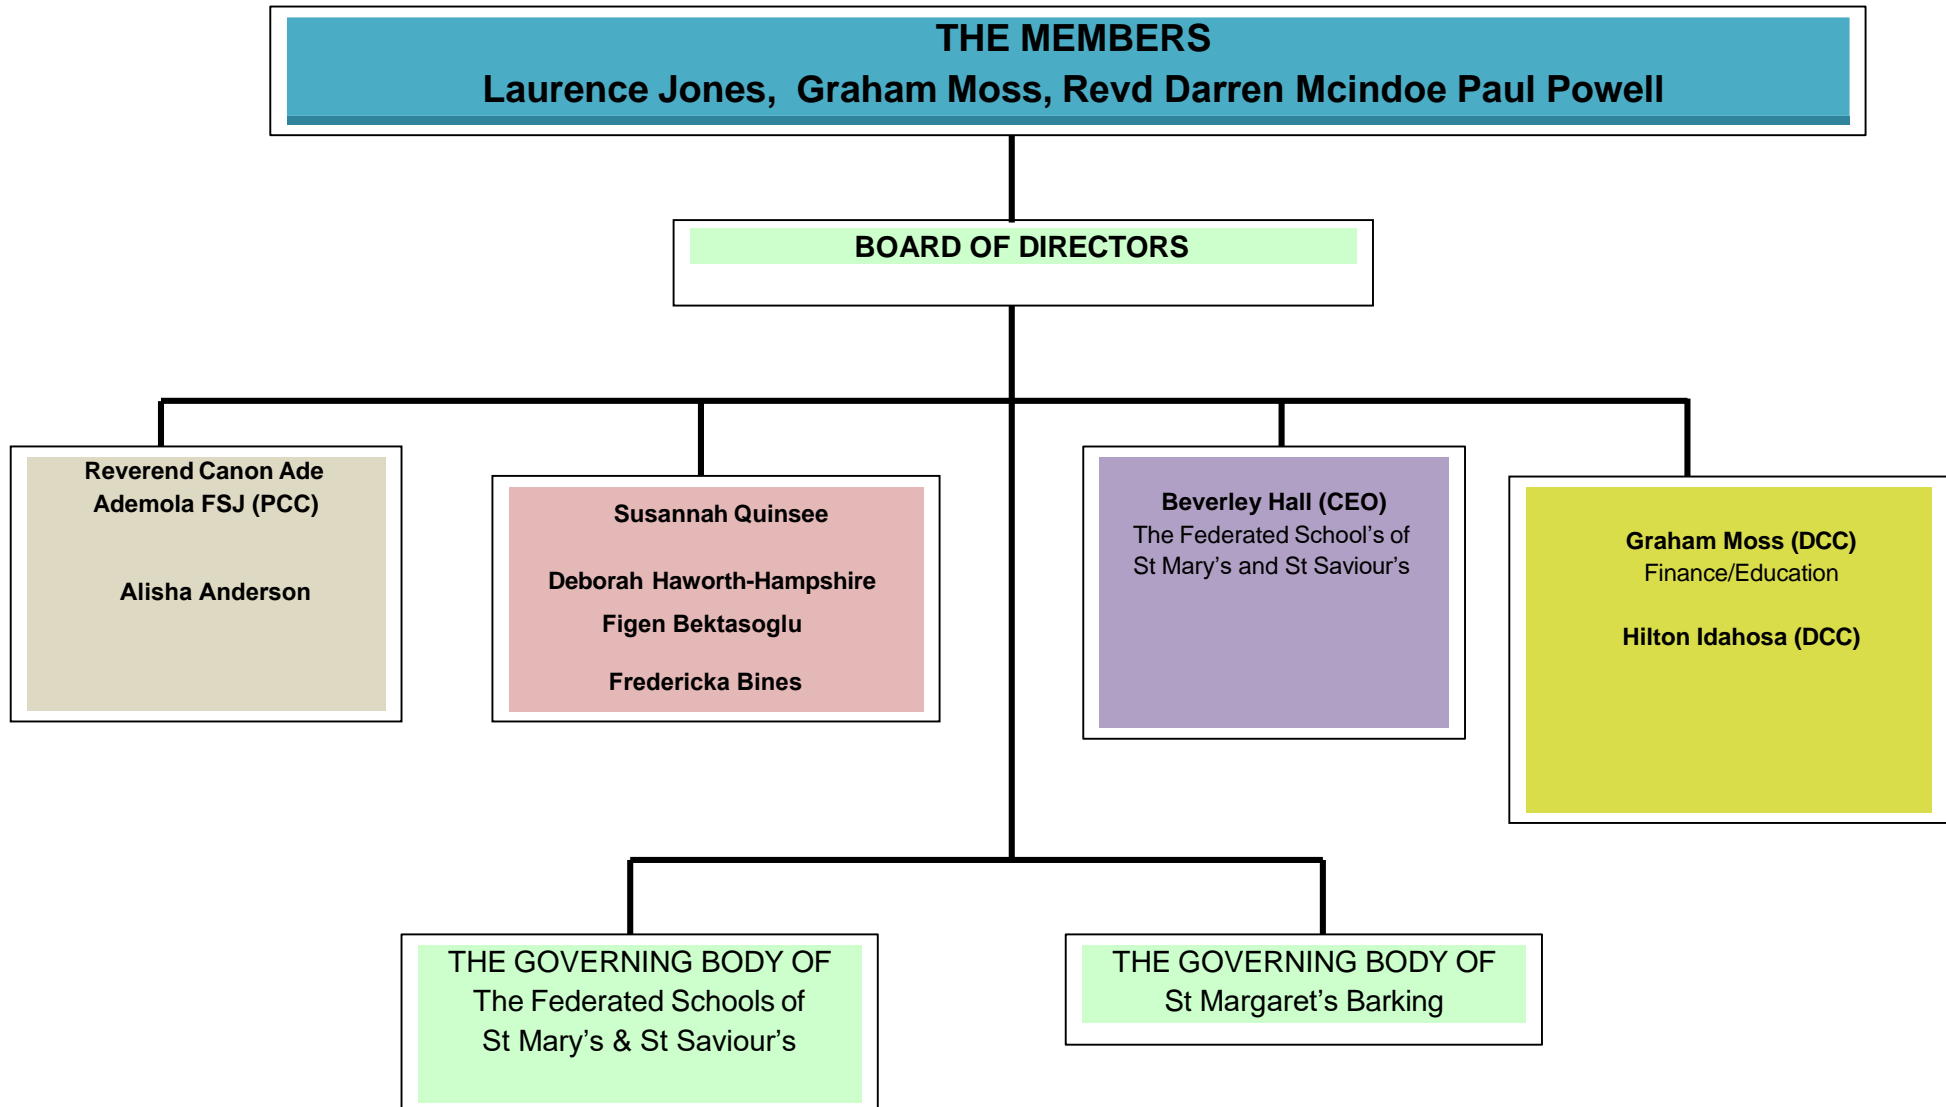 THE MEMBERS
Laurence Jones, Graham Moss, Revd Darren Mcindoe Paul Powell
BOARD OF DIRECTORS
Reverend Canon Ade
Ademola FSJ (PCC)
Alisha Anderson
Susannah Quinsee
Deborah Haworth-Hampshire
Figen Bektasoglu
Fredericka Bines
Beverley Hall (CEO)
The Federated School’s of
St Mary’s and St Saviour’s
Graham Moss (DCC)
Finance/Education
Hilton Idahosa (DCC)
THE GOVERNING BODY OF
The Federated Schools of
St Mary’s & St Saviour’s
THE GOVERNING BODY OF
St Margaret’s Barking